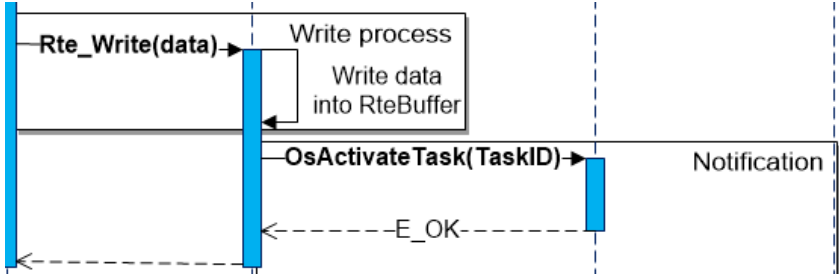 Write process
Rte_Write(data)
Write data
into RteBuffer
OsActivateTask(TaskID)
Notification
E_OK